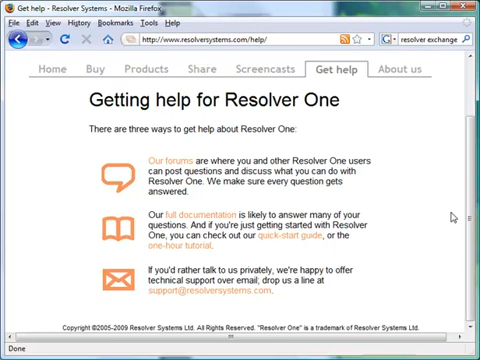 Get help - Resolver Systems - Mozilla Firefox
File Edit View History Bookmarks Tools Help
http://www.resolversystems.com/help/
resolver exchange
Home Buy Products Share Screencasts Get help About us
Getting help for Resolver One
There are three ways to get help about Resolver One:
Our forums are where you and other Resolver One users
can post questions and discuss what you can do with
Resolver One. We make sure every question gets
answered.
Our full documentation is likely to answer many of your
questions. And if you're just getting started with Resolver
One, you can check out our quick-start guide, or the
one-hour tutorial.
If you'd rather talk to us privately, we're happy to offer
technical support over email; drop us a line at
support@resolversystems.com.
Copyright ©2005-2009 Resolver Systems Ltd. All Rights Reserved. "Resolver One" is a trademark of Resolver Systems Ltd.
Done